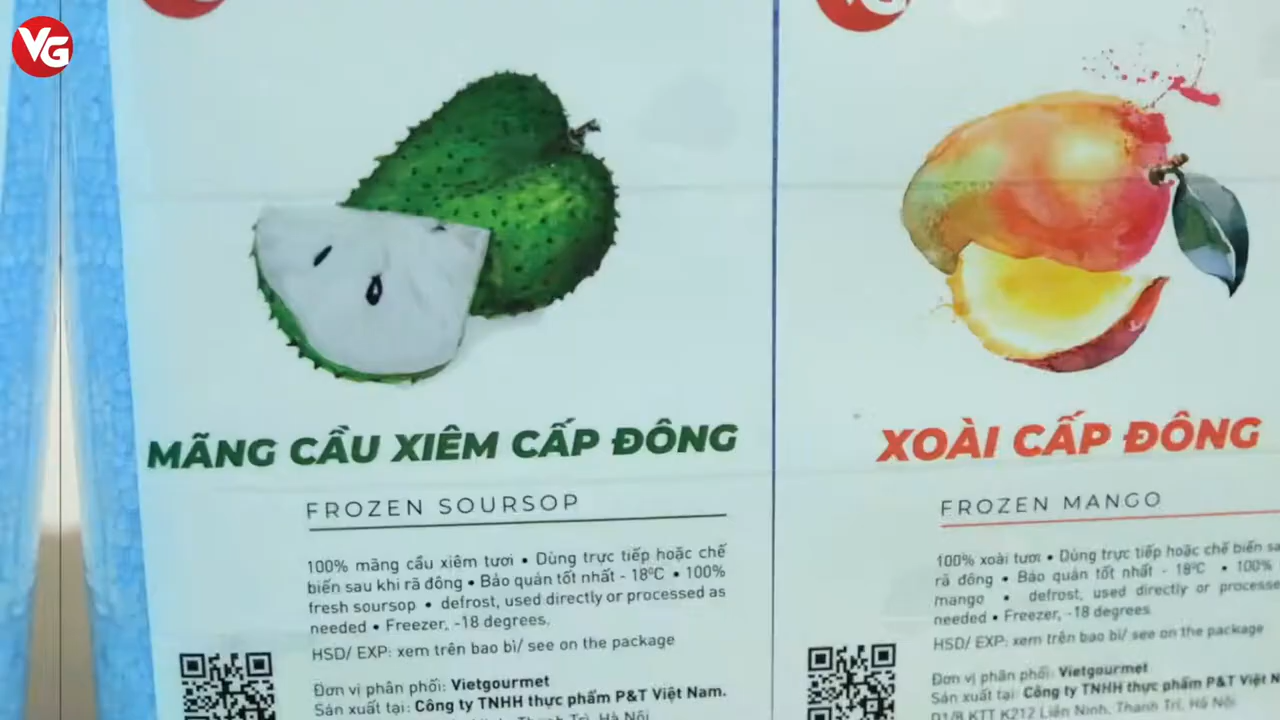 VG
MÃNG CẦU XIÊM CẤP ĐÔNG
FROZEN SOURSOP
100% mãng cầu xiêm tươi • Dùng trực tiếp hoặc chế
biến sau khi rã đông • Bảo quản tốt nhất - 18ºC • 100%
fresh soursop • defrost, used directly or processed as
needed • Freezer, -18 degrees.
HSD/ EXP: xem trên bao bì/ see on the package
Đơn vị phân phối: Vietgourmet
Sản xuất tại: Công ty TNHH thực phẩm P&T Việt Nam.
Thanh Trì, Hà Nội
XOÀI CẤP ĐÔNG
FROZEN MANGO
100% xoài tươi • Dùng trực tiếp hoặc chế biến
rã đông • Bảo quản tốt nhất - 18ºC • 100%
mango • defrost, used directly or
needed • Freezer, -18 degrees
HSD/ EXP: xem trên bao bì/ see on the package
Đơn vị phân phối: Vietgourmet
Sản xuất tại: Công ty TNHH thực phẩm P&T Việt
D1/8 KTT K212 Liên Ninh, Thanh Trì, Hà Nội